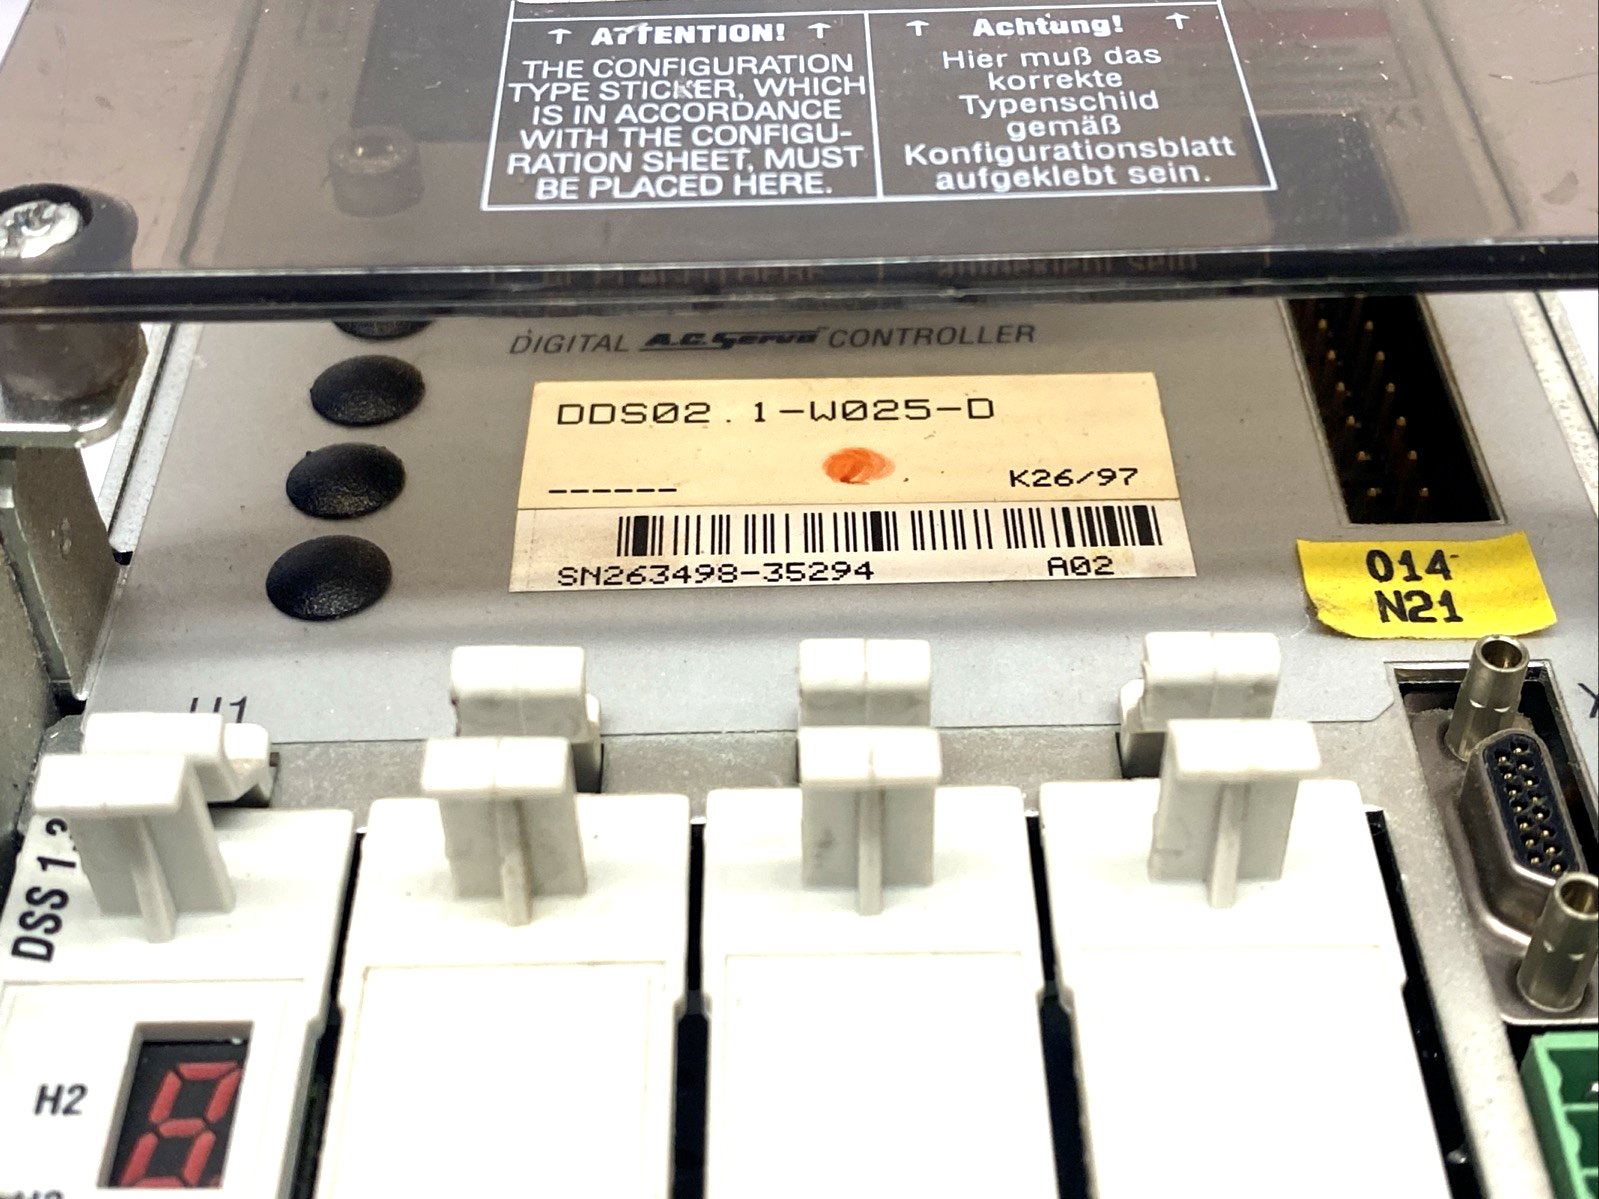 ↑ ATTENTION! ↑
THE CONFIGURATION
TYPE STICKER, WHICH
IS IN ACCORDANCE
WITH THE CONFIGU-
RATION SHEET, MUST
BE PLACED HERE.
↑ Achtung! ↑
Hier muß das
korrekte
Typenschild
gemäß
Konfigurationsblatt
aufgeklebt sein.
DIGITAL A.C. Servo CONTROLLER
DDS02.1-W025-D
------ K26/97
SN263498-35294 A02
014
N21
DSS 1.3
H2